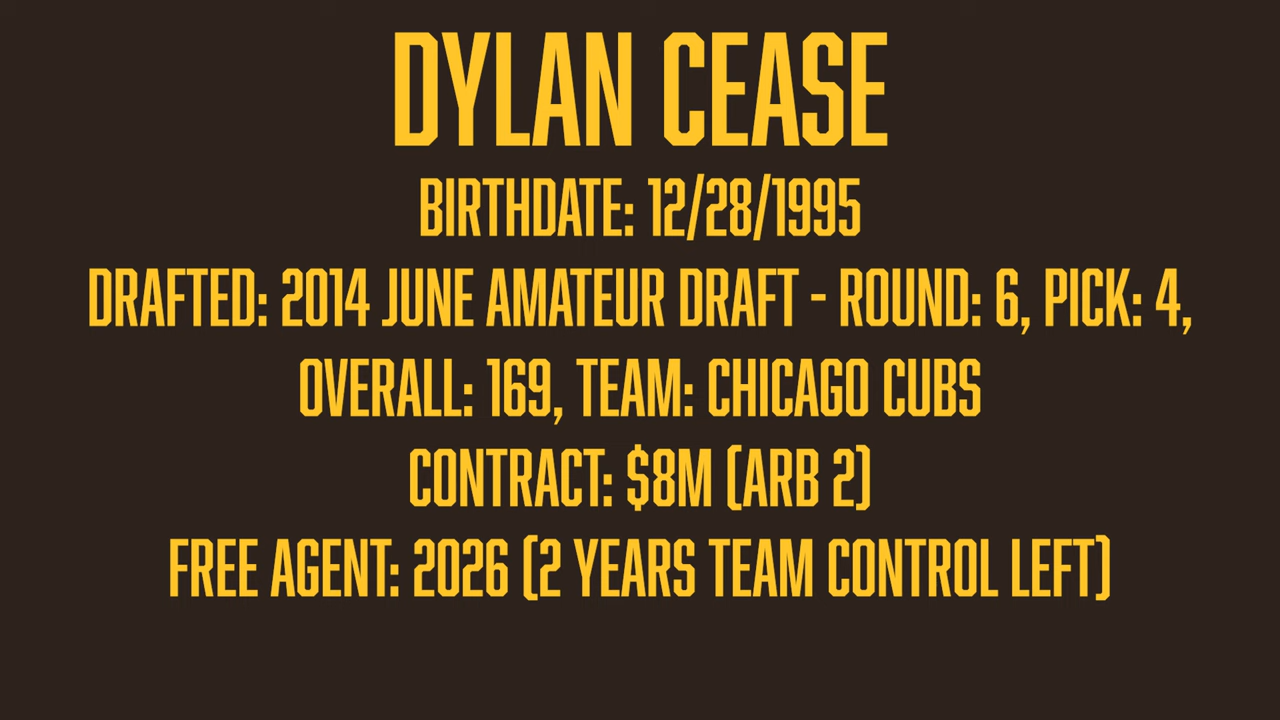 DYLAN CEASE
BIRTHDATE: 12/28/1995
DRAFTED: 2014 JUNE AMATEUR DRAFT - ROUND: 6, PICK: 4,
OVERALL: 169, TEAM: CHICAGO CUBS
CONTRACT: $8M (ARB 2)
FREE AGENT: 2026 (2 YEARS TEAM CONTROL LEFT)